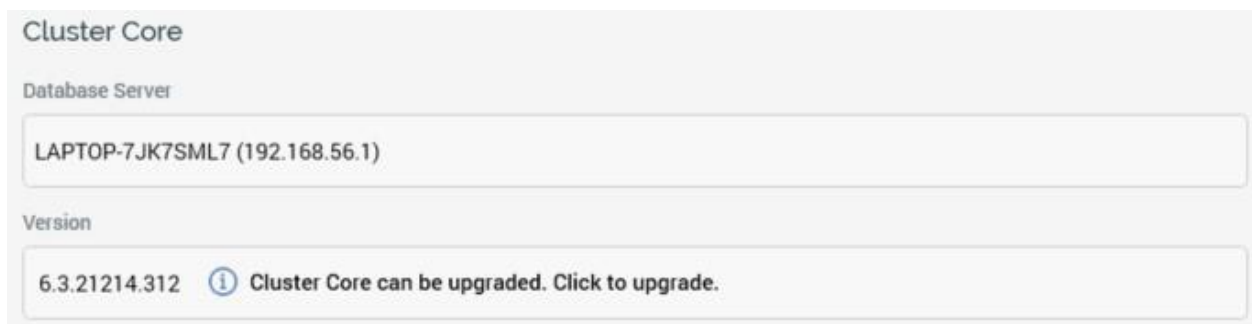 Cluster Core
Database Server
LAPTOP-7JK7SML7 (192.168.56.1)
Version
6.3.21214.312 Cluster Core can be upgraded. Click to upgrade.